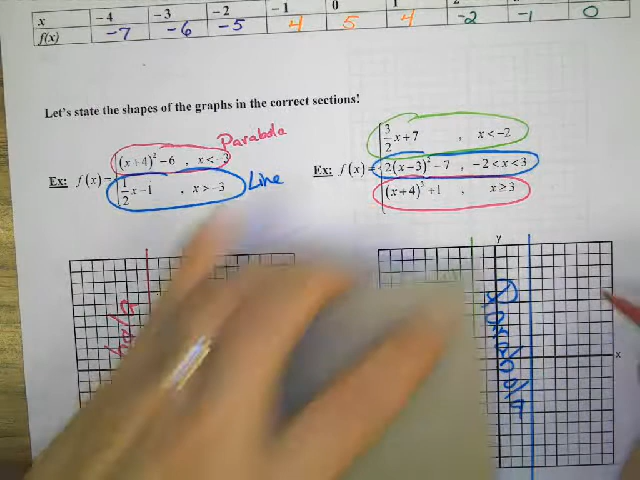 x −4 −3 −2 −1 0 1 2 0
f(x) -7 -6 -5 4 5 4 -2 -1 0
Let's state the shapes of the graphs in the correct sections!
Parabola
Ex: f(x)= (x+4)² −6 , x<−3
1/2 x−1 , x>−3 Line
3/2 x+7 , x<−2
Ex: f(x)= 2(x−3)² −7 , −2<x<3
(x+4)³ +1 , x≥3
y
x
Parabola